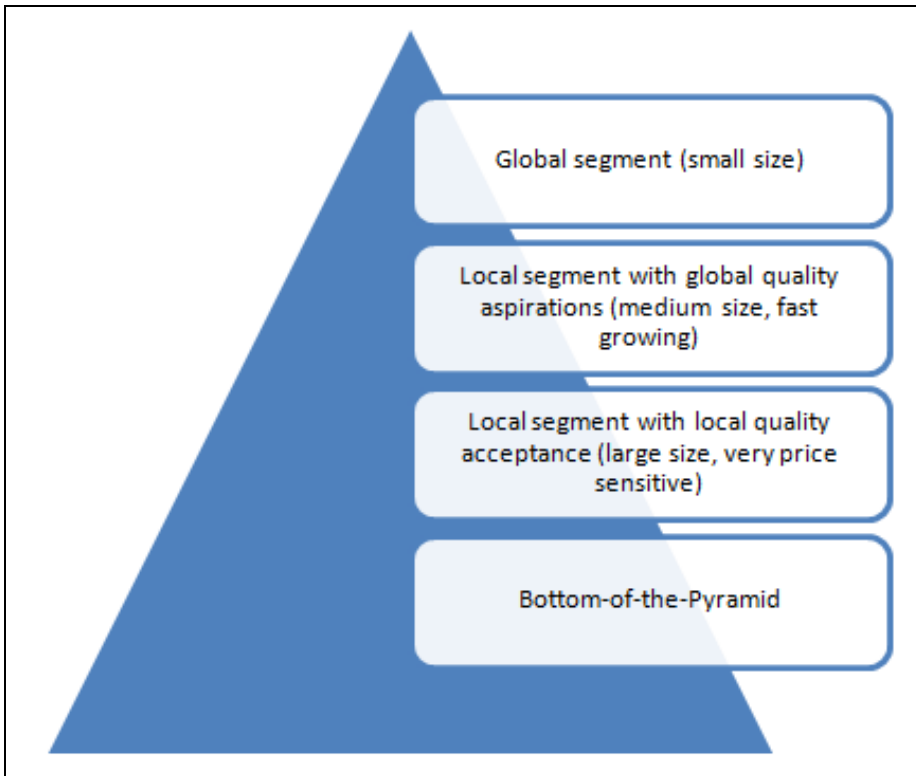 Global segment (small size)
Local segment with global quality
aspirations (medium size, fast
growing)
Local segment with local quality
acceptance (large size, very price
sensitive)
Bottom-of-the-Pyramid